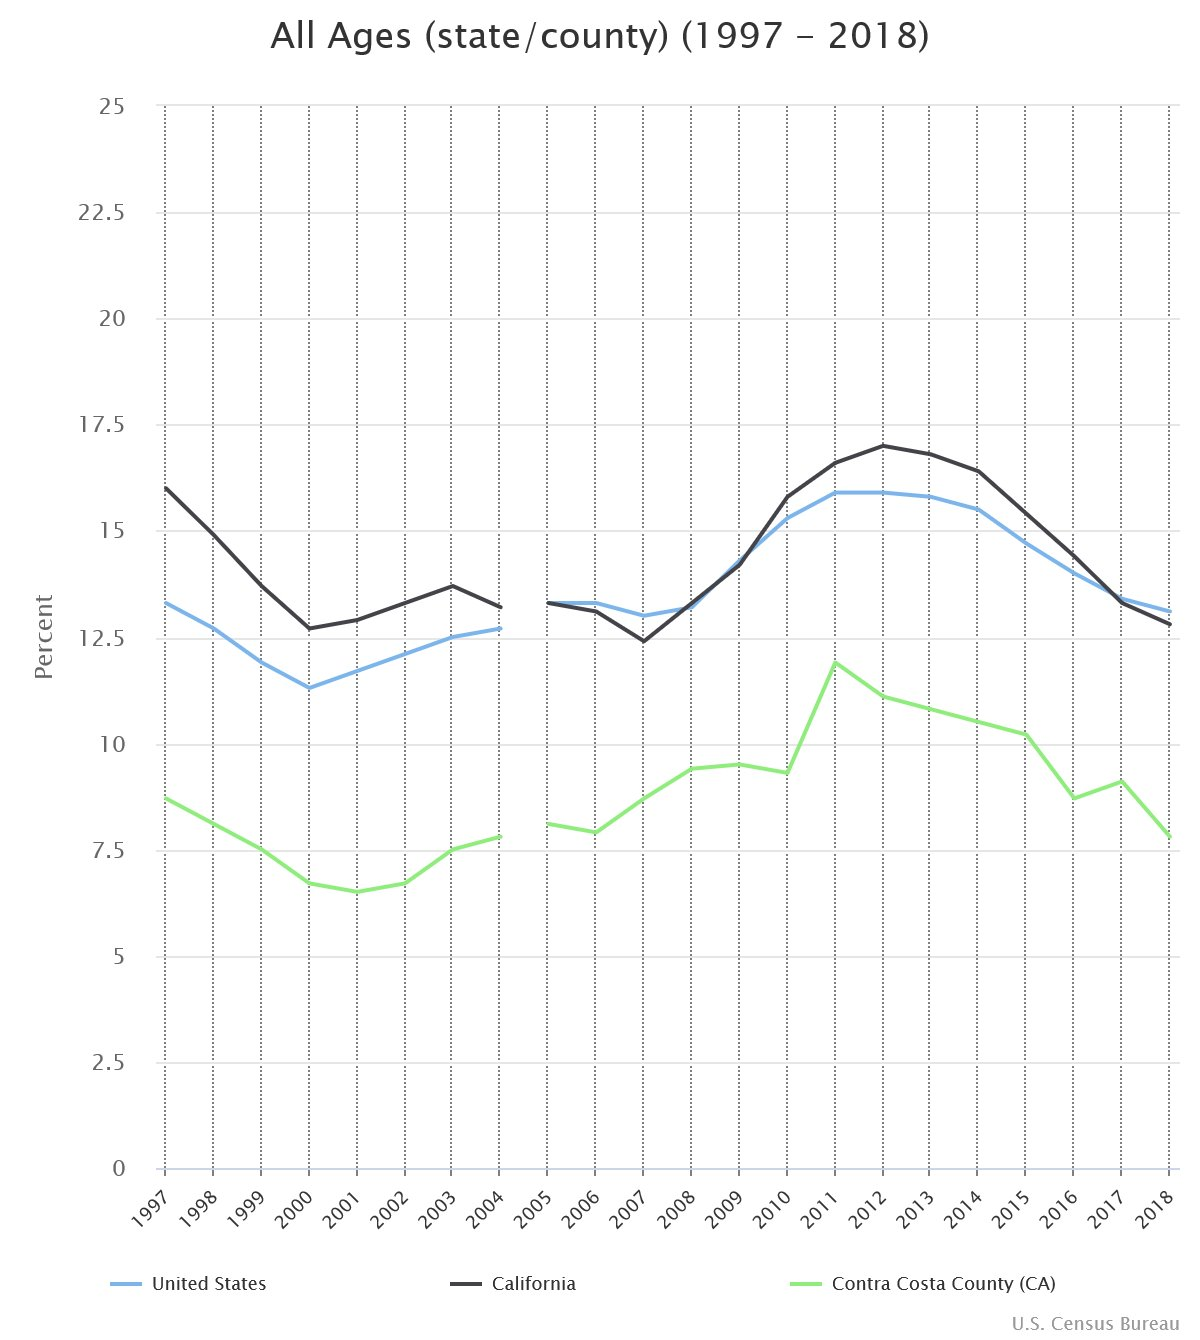 All Ages (state/county) (1997 – 2018)
25
22.5
20
17.5
15
12.5
10
7.5
5
2.5
0
Percent
1997 1998 1999 2000 2001 2002 2003 2004 2005 2006 2007 2008 2009 2010 2011 2012 2013 2014 2015 2016 2017 2018
United States California Contra Costa County (CA)
U.S. Census Bureau